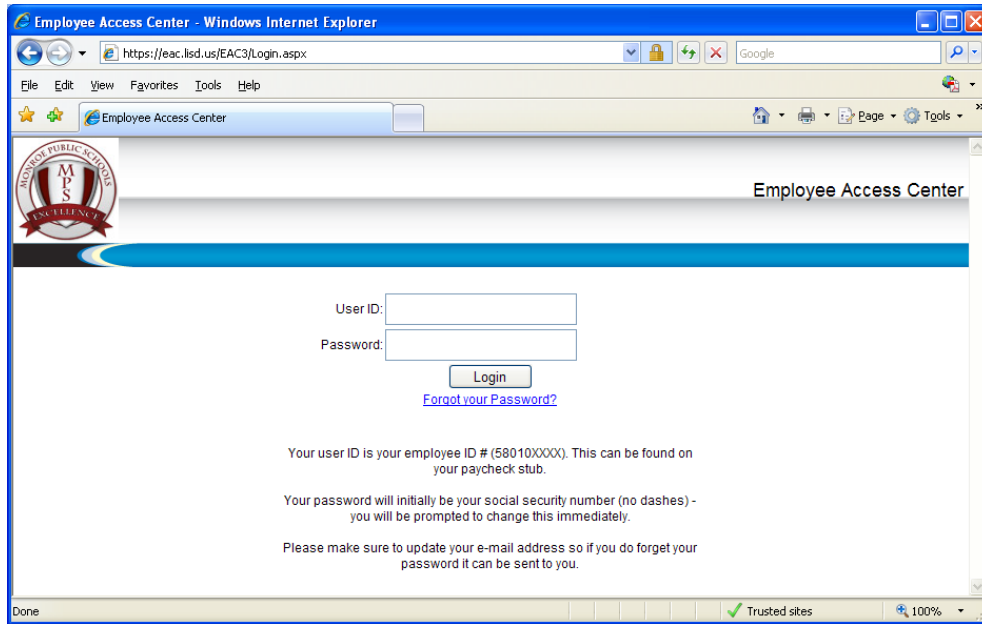 Employee Access Center - Windows Internet Explorer
https://eac.lisd.us/EAC3/Login.aspx
Google
File Edit View Favorites Tools Help
Employee Access Center
Page Tools
MONROE PUBLIC SCHOOLS
M
P
S
EXCELLENCE
Employee Access Center
User ID:
Password:
Login
Forgot your Password?
Your user ID is your employee ID # (58010XXXX). This can be found on
your paycheck stub.
Your password will initially be your social security number (no dashes) -
you will be prompted to change this immediately.
Please make sure to update your e-mail address so if you do forget your
password it can be sent to you.
Done
Trusted sites
100%